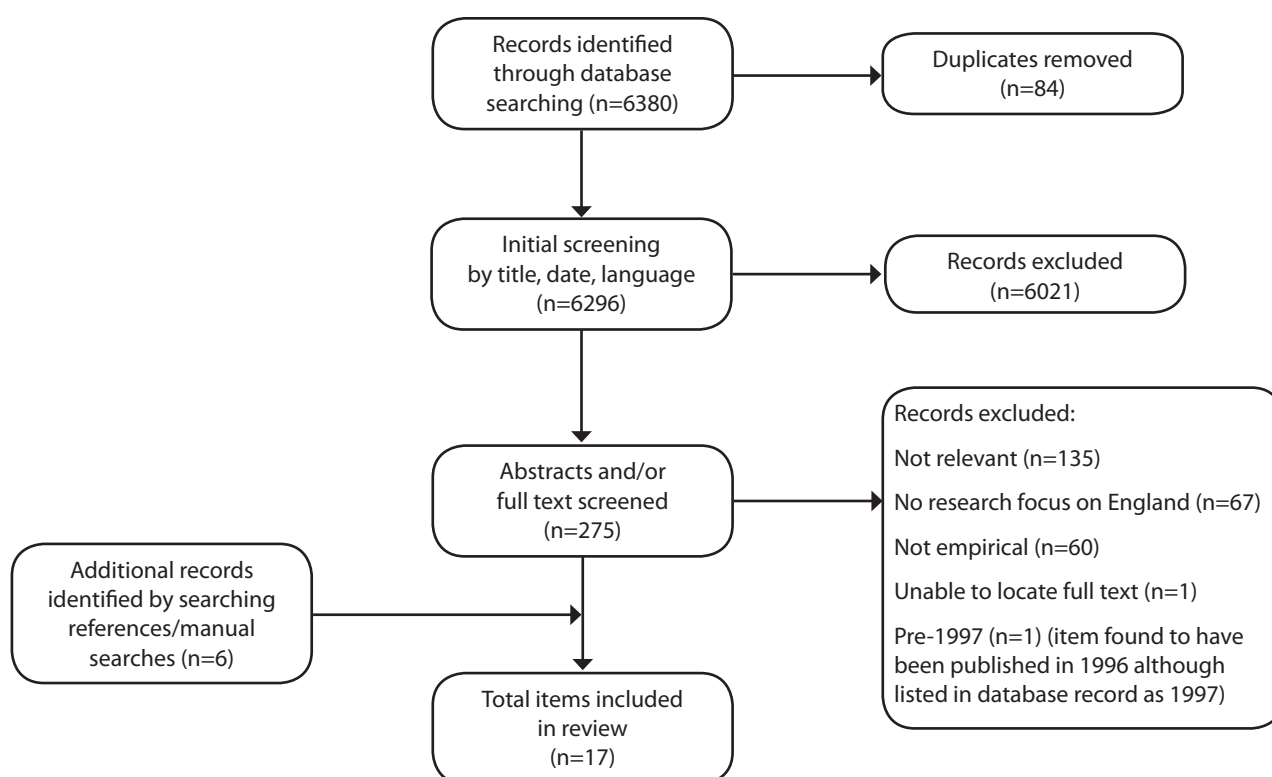 Records identified
through database
searching (n=6380)
Duplicates removed
(n=84)
Initial screening
by title, date, language
(n=6296)
Records excluded
(n=6021)
Abstracts and/or
full text screened
(n=275)
Records excluded:
Not relevant (n=135)
No research focus on England (n=67)
Not empirical (n=60)
Unable to locate full text (n=1)
Pre-1997 (n=1) (item found to have
been published in 1996 although
listed in database record as 1997)
Additional records
identified by searching
references/manual
searches (n=6)
Total items included
in review
(n=17)